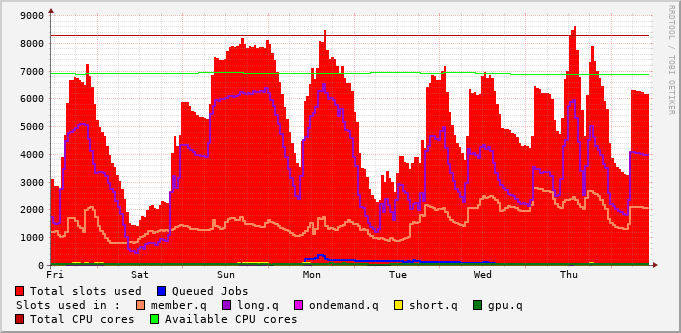 9000
8000
7000
6000
5000
4000
3000
2000
1000
0
Fri Sat Sun Mon Tue Wed Thu
RRDTOOL / TOBI OETIKER
Total slots used Queued Jobs
Slots used in : member.q long.q ondemand.q short.q gpu.q
Total CPU cores Available CPU cores